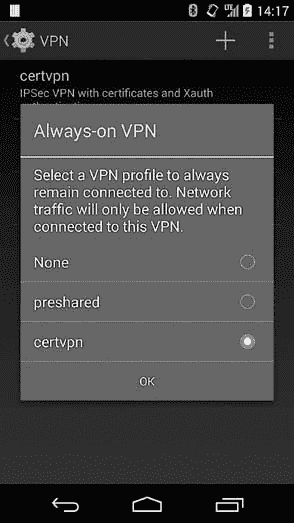 14:17
VPN
certvpn
IPSec VPN with certificates and Xauth
Always-on VPN
Select a VPN profile to always
remain connected to. Network
traffic will only be allowed when
connected to this VPN.
None
preshared
certvpn
OK